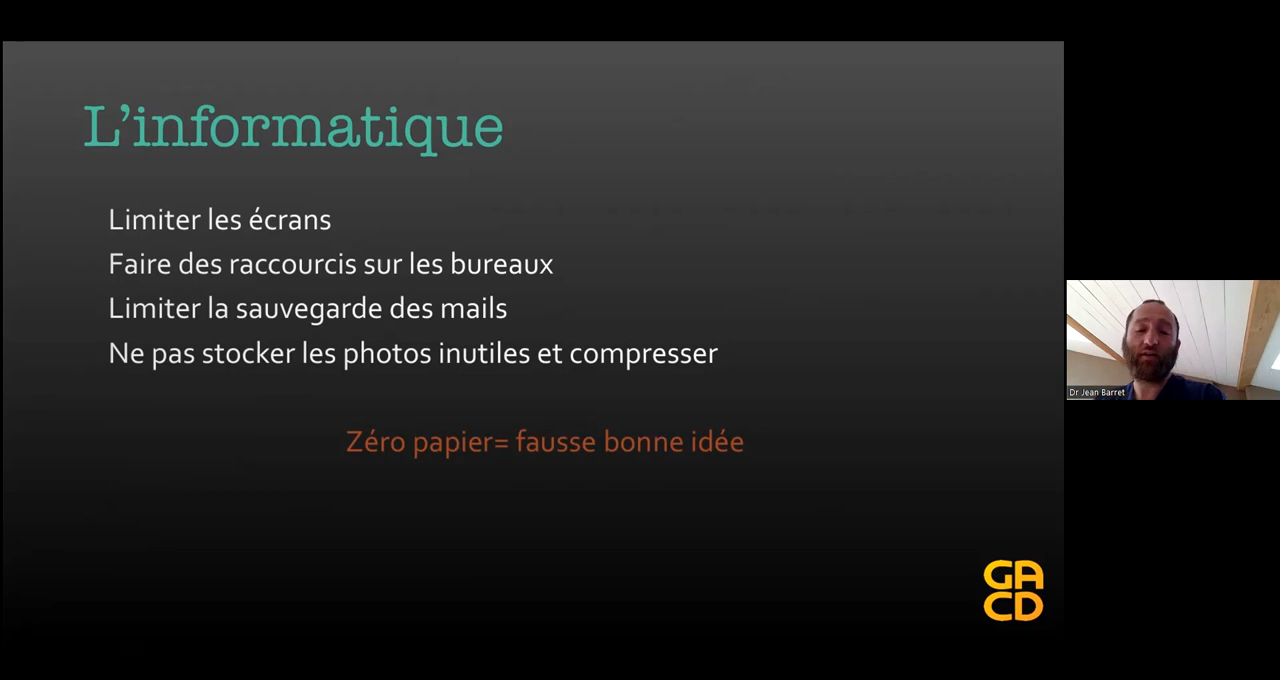 L'informatique
Limiter les écrans
Faire des raccourcis sur les bureaux
Limiter la sauvegarde des mails
Ne pas stocker les photos inutiles et compresser
Zéro papier= fausse bonne idée
Dr Jean Barret
GA
CD